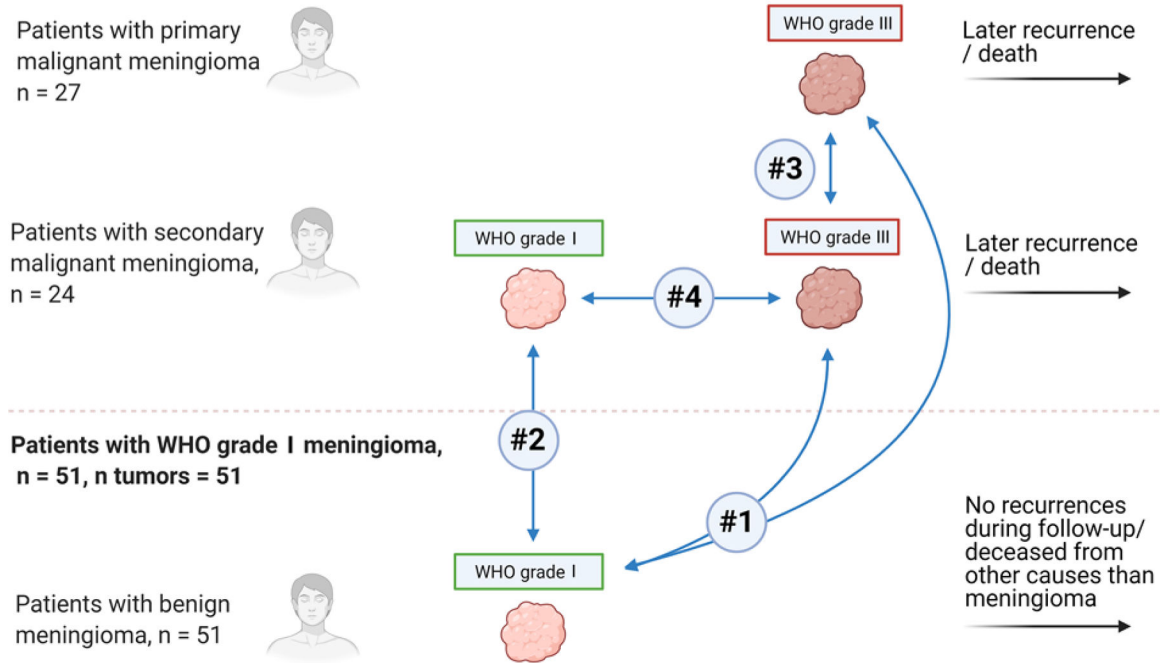 Patients with primary
malignant meningioma
n = 27
WHO grade III
Later recurrence
/ death
#3
Patients with secondary
malignant meningioma,
n = 24
WHO grade I
WHO grade III
Later recurrence
/ death
#4
#2
Patients with WHO grade I meningioma,
n = 51, n tumors = 51
#1
No recurrences
during follow-up/
deceased from
other causes than
meningioma
WHO grade I
Patients with benign
meningioma, n = 51